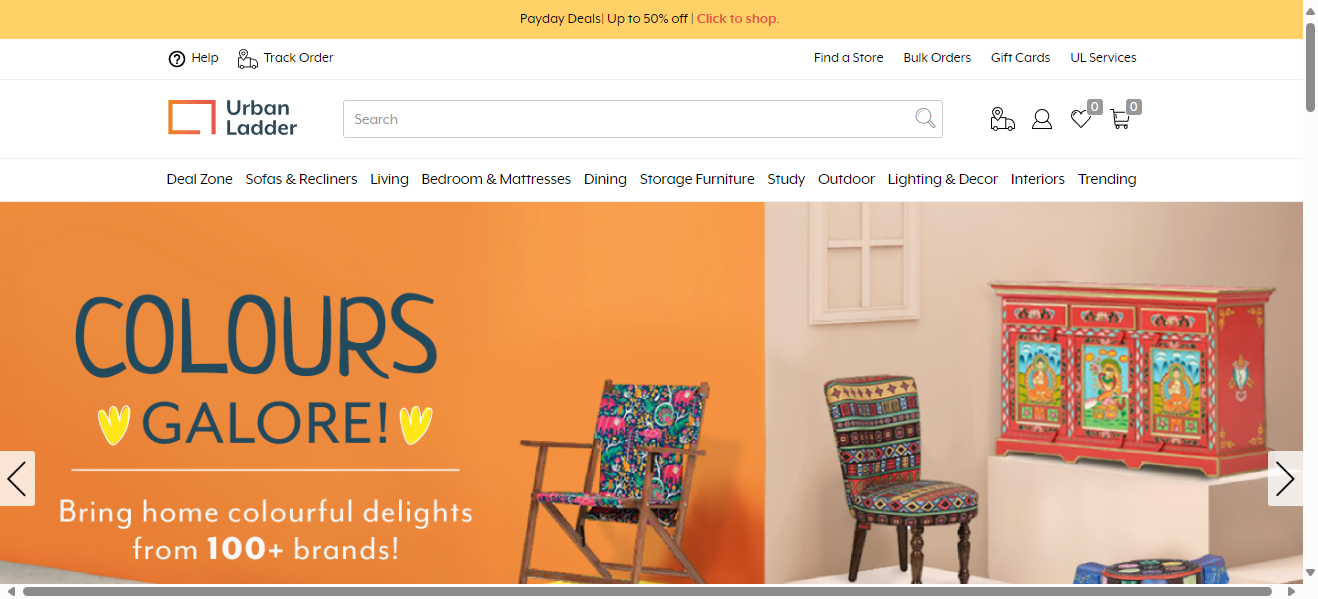 Payday Deals| Up to 50% off | Click to shop.
Help Track Order Find a Store Bulk Orders Gift Cards UL Services
Urban
Ladder
Search
0 0
Deal Zone Sofas & Recliners Living Bedroom & Mattresses Dining Storage Furniture Study Outdoor Lighting & Decor Interiors Trending
COLOURS
GALORE!
Bring home colourful delights
from 100+ brands!